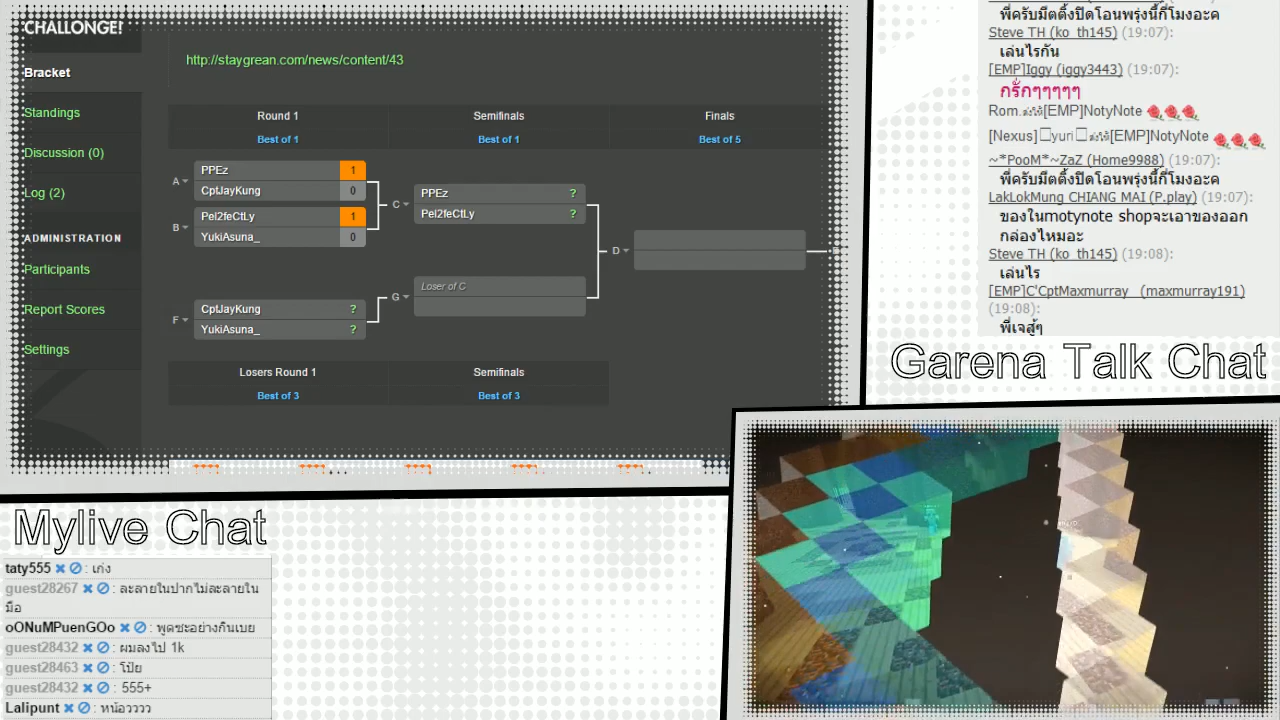 CHALLONGE!
Bracket
Standings
Discussion (0)
Log (2)
ADMINISTRATION
Participants
Report Scores
Settings
http://staygrean.com/news/content/43
Round 1
Semifinals
Finals
Best of 1
Best of 1
Best of 5
A
PPEz 1
CptJayKung 0
B
Pel2feCtLy 1
YukiAsuna_ 0
C
PPEz ?
Pel2feCtLy ?
D
G
Loser of C
F
CptJayKung ?
YukiAsuna_ ?
Losers Round 1
Semifinals
Best of 3
Best of 3
พี่ครับมีตติ้งปิดโอนพรุ่งนี้กี่โมงอะค
Steve TH (ko_th145) (19:07):
เล่นไรกัน
[EMP]Iggy (iggy3443) (19:07):
กรั่กๆๆๆๆๆ
[EMP]NotyNote
[EMP]NotyNote
~*PooM*~ZaZ (Home9988) (19:07):
พี่ครับมีตติ้งปิดโอนพรุ่งนี้กี่โมงอะค
LakLokMung CHIANG MAI (P.play) (19:07):
ของในmotynote shopจะเอาของออก
กล่องไหมอะ
Steve TH (ko_th145) (19:08):
เล่นไร
[EMP]C'CptMaxmurray_ (maxmurray191)
(19:08):
พี่เจสู้ๆ
Garena Talk Chat
Mylive Chat
taty555 : เก่ง
guest28267 : ละลายในปากไม่ละลายใน
มือ
oONuMPuenGOo : พูดซะอย่างกินเบย
guest28432 : ผมลงไป 1k
guest28463 : โป๊ย
guest28432 : 555+
Lalipunt : หน่อวววว